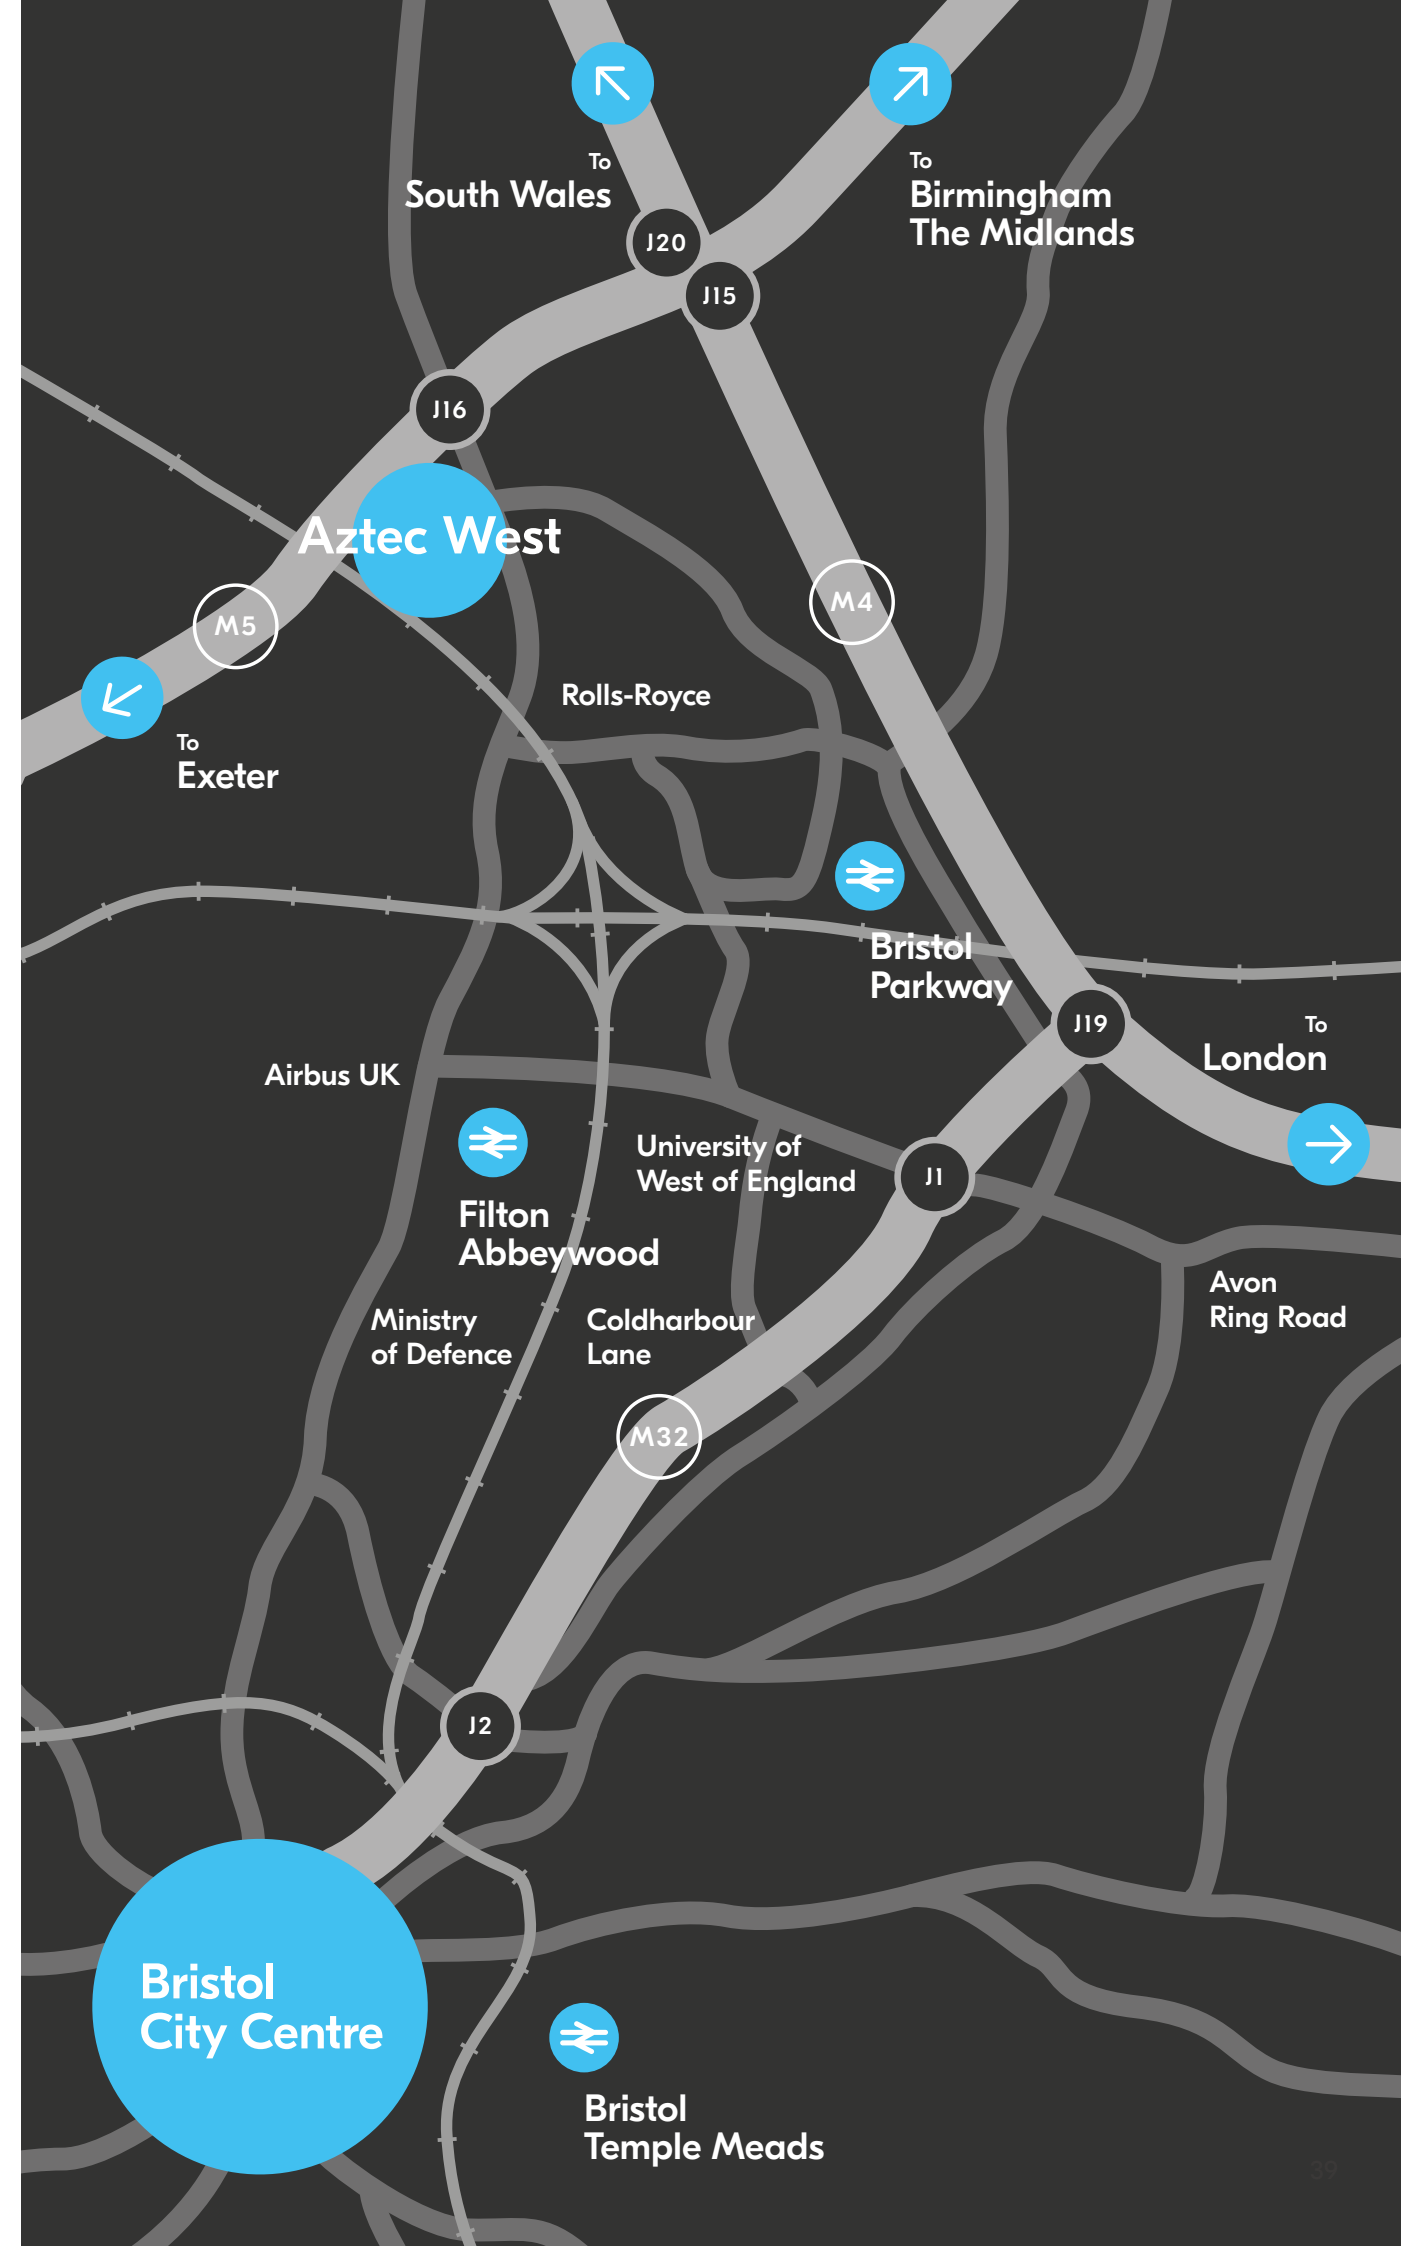 To
South Wales
To
Birmingham
The Midlands
J20
J15
J16
Aztec West
M4
M5
Rolls-Royce
To
Exeter
Bristol
Parkway
J19
To
London
Airbus UK
University of
West of England
J1
Filton
Abbeywood
Avon
Ring Road
Ministry
of Defence
Coldharbour
Lane
M32
J2
Bristol
City Centre
Bristol
Temple Meads
39